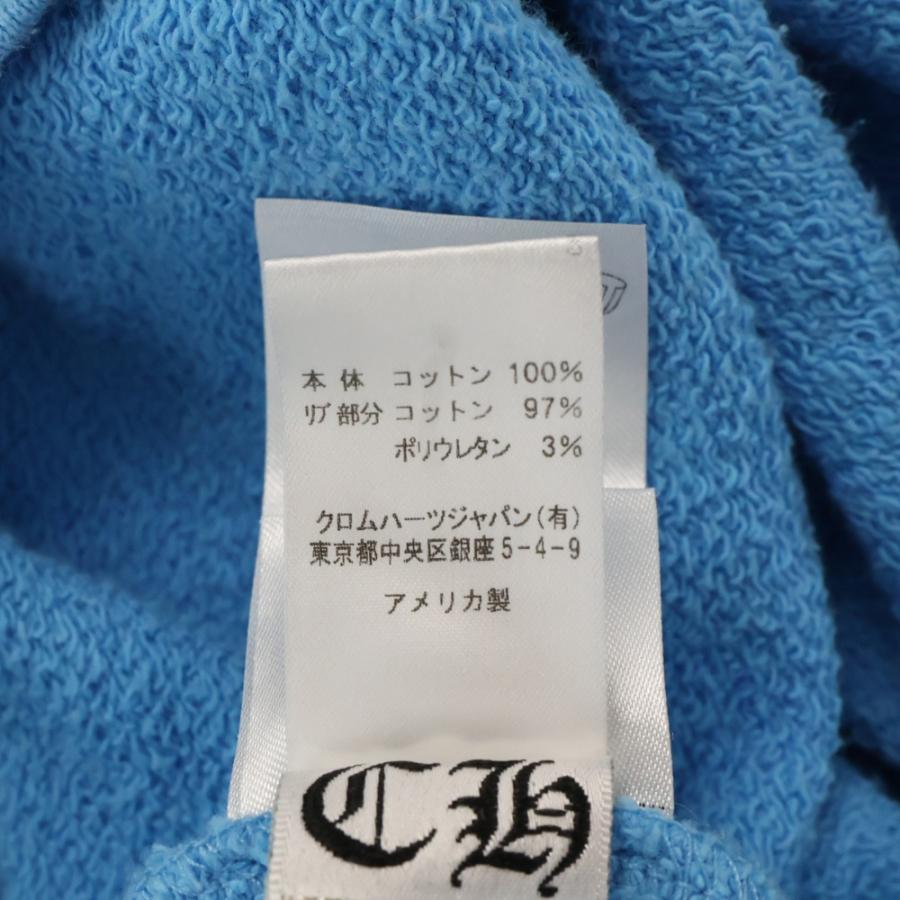 本体 コットン 100%
リブ部分 コットン 97%
ポリウレタン 3%
クロムハーツジャパン(有)
東京都中央区銀座5-4-9
アメリカ製
CH